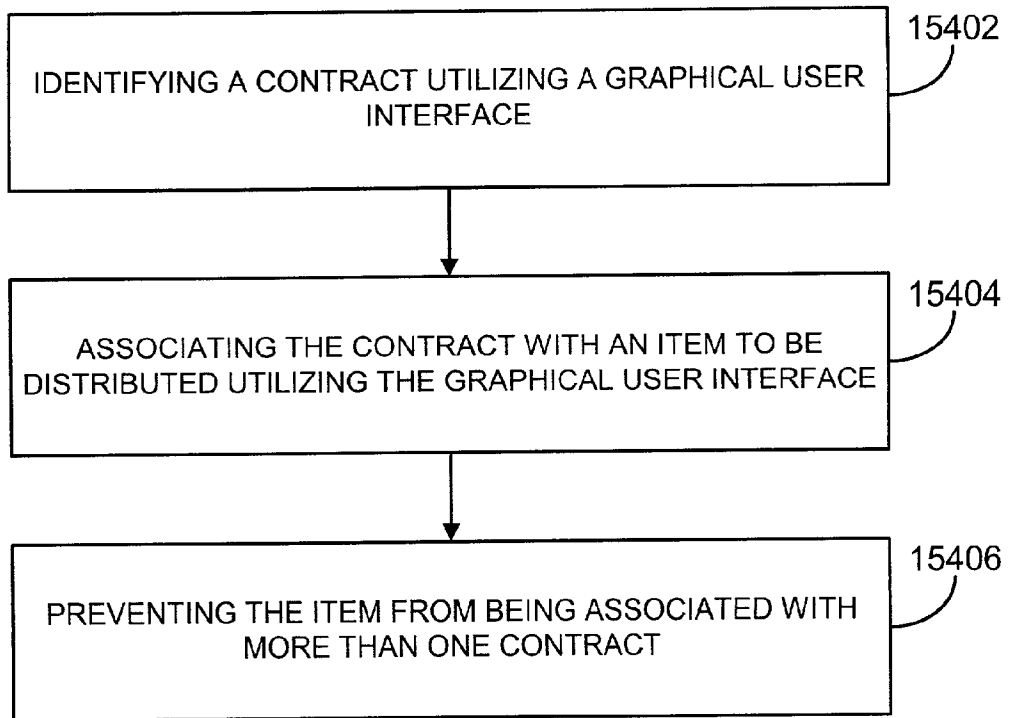 15402
IDENTIFYING A CONTRACT UTILIZING A GRAPHICAL USER
INTERFACE
15404
ASSOCIATING THE CONTRACT WITH AN ITEM TO BE
DISTRIBUTED UTILIZING THE GRAPHICAL USER INTERFACE
15406
PREVENTING THE ITEM FROM BEING ASSOCIATED WITH
MORE THAN ONE CONTRACT